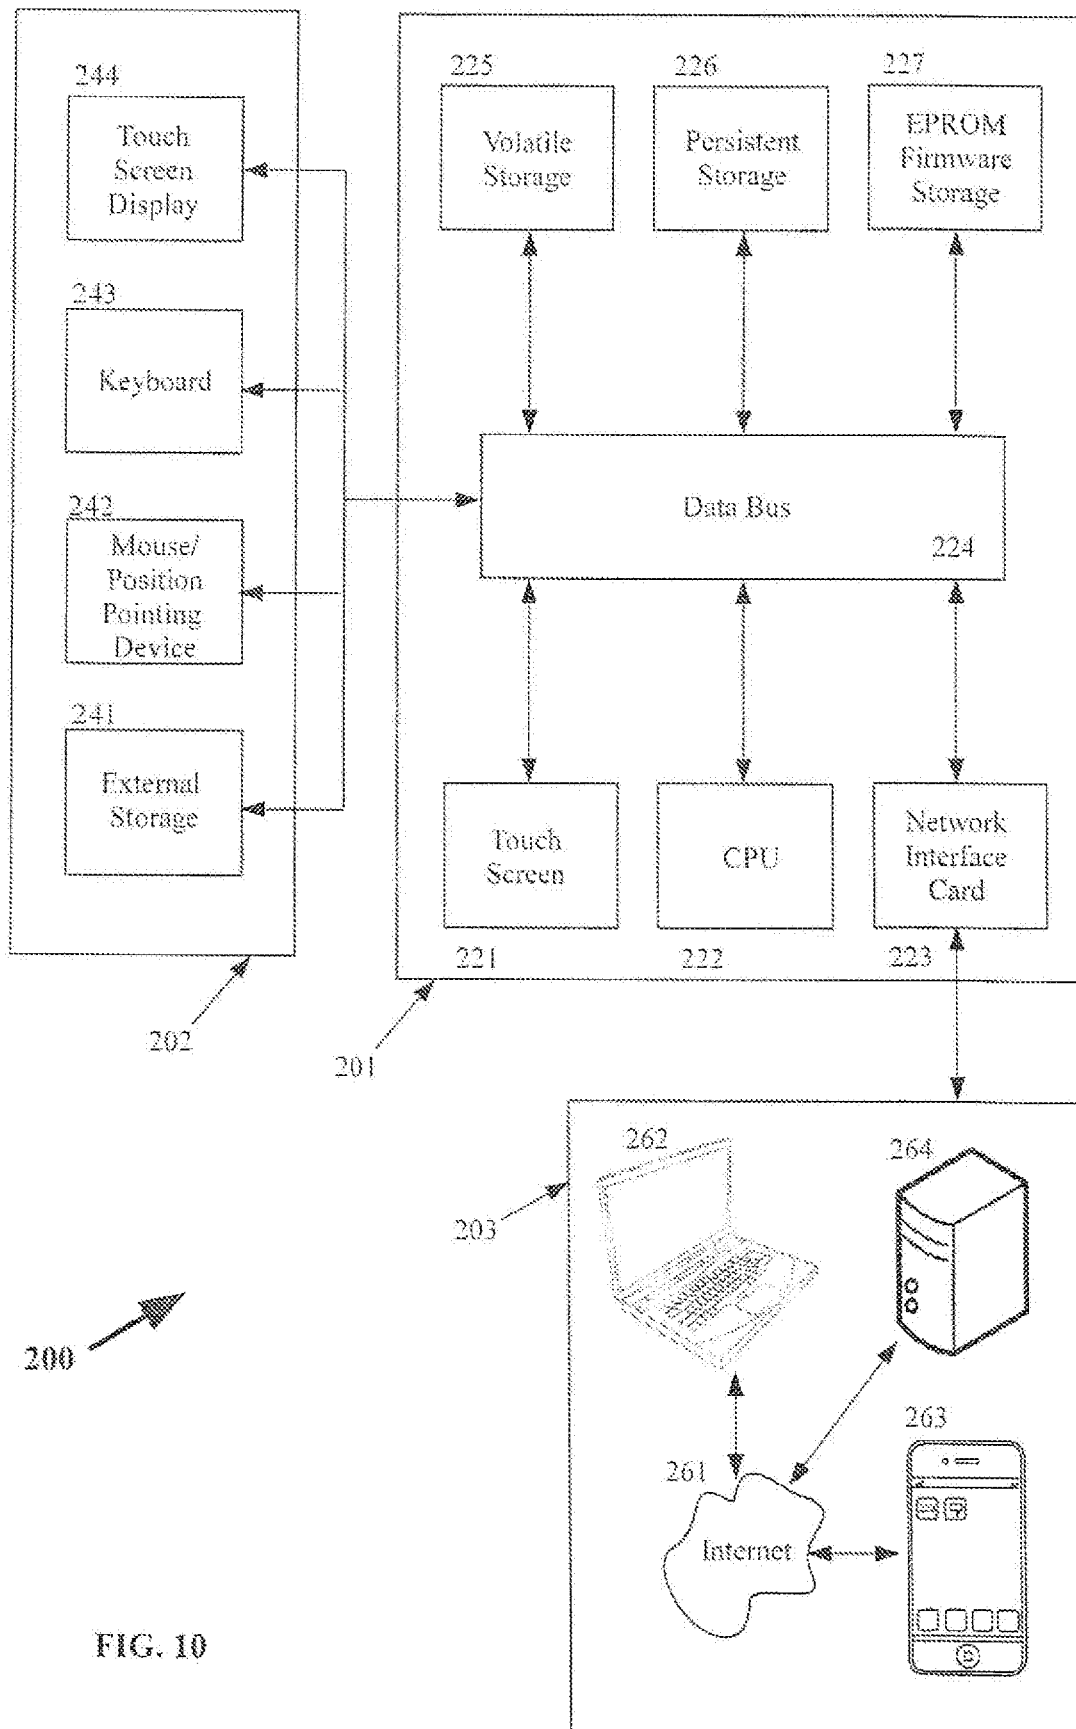 244
Touch
Screen
Display
243
Keyboard
242
Mouse/
Position
Pointing
Device
241
External
Storage
202
225
Volatile
Storage
226
Persistent
Storage
227
EPROM
Firmware
Storage
Data Bus
224
Touch
Screen
221
CPU
222
Network
Interface
Card
223
201
262
264
203
200
263
261
Internet
FIG. 10